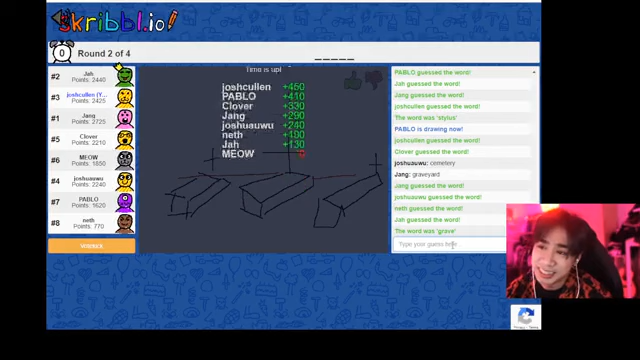 skribbl.io!
0
Round 2 of 4
_____
#2
Jah
Points: 2440
#3
joshcullen (Y...
Points: 2425
#1
Jang
Points: 2725
#5
Clover
Points: 2210
#6
MEOW
Points: 1850
#4
joshuauwu
Points: 2240
#7
PABLO
Points: 1620
#8
neth
Points: 770
Time is up!
joshcullen +450
PABLO +410
Clover +330
Jang +290
joshuauwu +240
neth +190
Jah +130
MEOW 0
PABLO guessed the word!
Jah guessed the word!
Jang guessed the word!
joshcullen guessed the word!
The word was 'stylus'
PABLO is drawing now!
joshcullen guessed the word!
Clover guessed the word!
joshuauwu: cemetery
Jang: graveyard
Jang guessed the word!
joshuauwu guessed the word!
neth guessed the word!
Jah guessed the word!
The word was 'grave'
Type your guess here...
Privacy - Terms